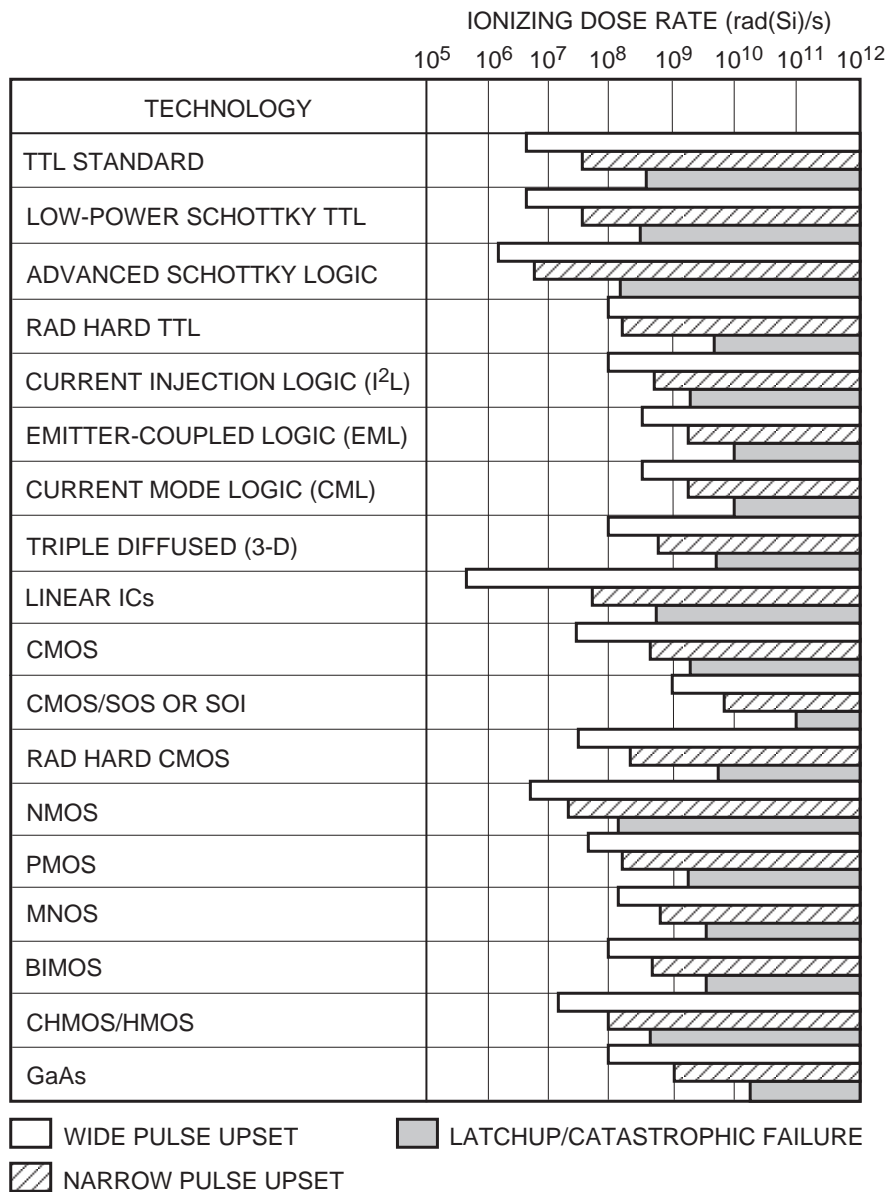 IONIZING DOSE RATE (rad(Si)/s)
10⁵ 10⁶ 10⁷ 10⁸ 10⁹ 10¹⁰ 10¹¹ 10¹²
TECHNOLOGY
TTL STANDARD
LOW-POWER SCHOTTKY TTL
ADVANCED SCHOTTKY LOGIC
RAD HARD TTL
CURRENT INJECTION LOGIC (I²L)
EMITTER-COUPLED LOGIC (EML)
CURRENT MODE LOGIC (CML)
TRIPLE DIFFUSED (3-D)
LINEAR ICs
CMOS
CMOS/SOS OR SOI
RAD HARD CMOS
NMOS
PMOS
MNOS
BIMOS
CHMOS/HMOS
GaAs
WIDE PULSE UPSET
LATCHUP/CATASTROPHIC FAILURE
NARROW PULSE UPSET